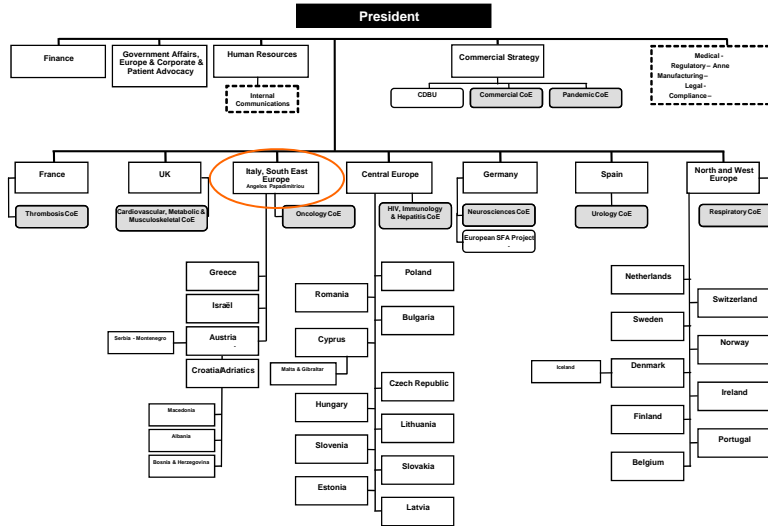 President
Finance
Government Affairs,
Europe & Corporate &
Patient Advocacy
Human Resources
Internal
Communications
Commercial Strategy
CDBU
Commercial CoE
Pandemic CoE
Medical -
Regulatory – Anne
Manufacturing –
Legal -
Compliance –
France
UK
Italy, South East
Europe
Angelos Papadimitriou
Central Europe
Germany
Spain
North and West
Europe
Thrombosis CoE
Cardiovascular, Metabolic &
Musculoskeletal CoE
Oncology CoE
HIV, Immunology
& Hepatitis CoE
Neurosciences CoE
European SFA Project -
Urology CoE
Respiratory CoE
Greece
Israël
Austria
-
Serbia - Montenegro
Croatia/Adriatics
Macedonia
Albania
Bosnia & Herzegovina
Poland
Romania
Bulgaria
Cyprus
Malta & Gibraltar
Czech Republic
Hungary
Lithuania
Slovenia
Slovakia
Estonia
Latvia
Netherlands
Switzerland
Sweden
Norway
Iceland
Denmark
Ireland
Finland
Portugal
Belgium